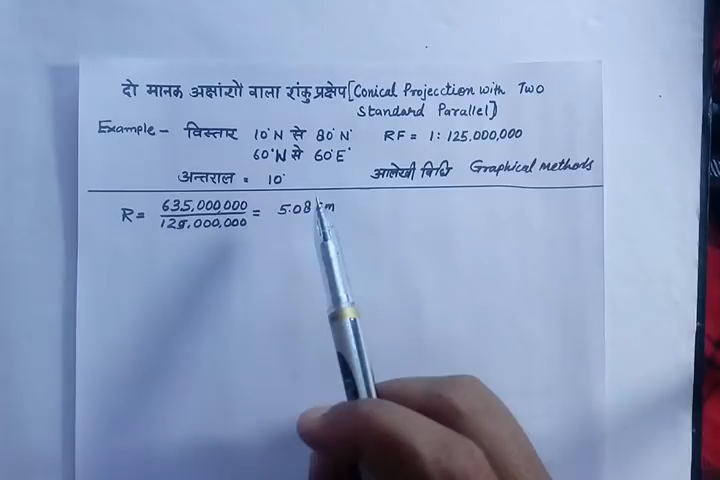 दो मानक अक्षांशों वाला शंकु प्रक्षेप [Conical Projecction with Two
Standard Parallel]
Example - विस्तार 10°N से 80°N RF = 1:125.000,000
60°N से 60°E
अन्तराल = 10° आलेखी विधि Graphical methods
R = 635,000,000 / 125,000,000 = 5.08 cm